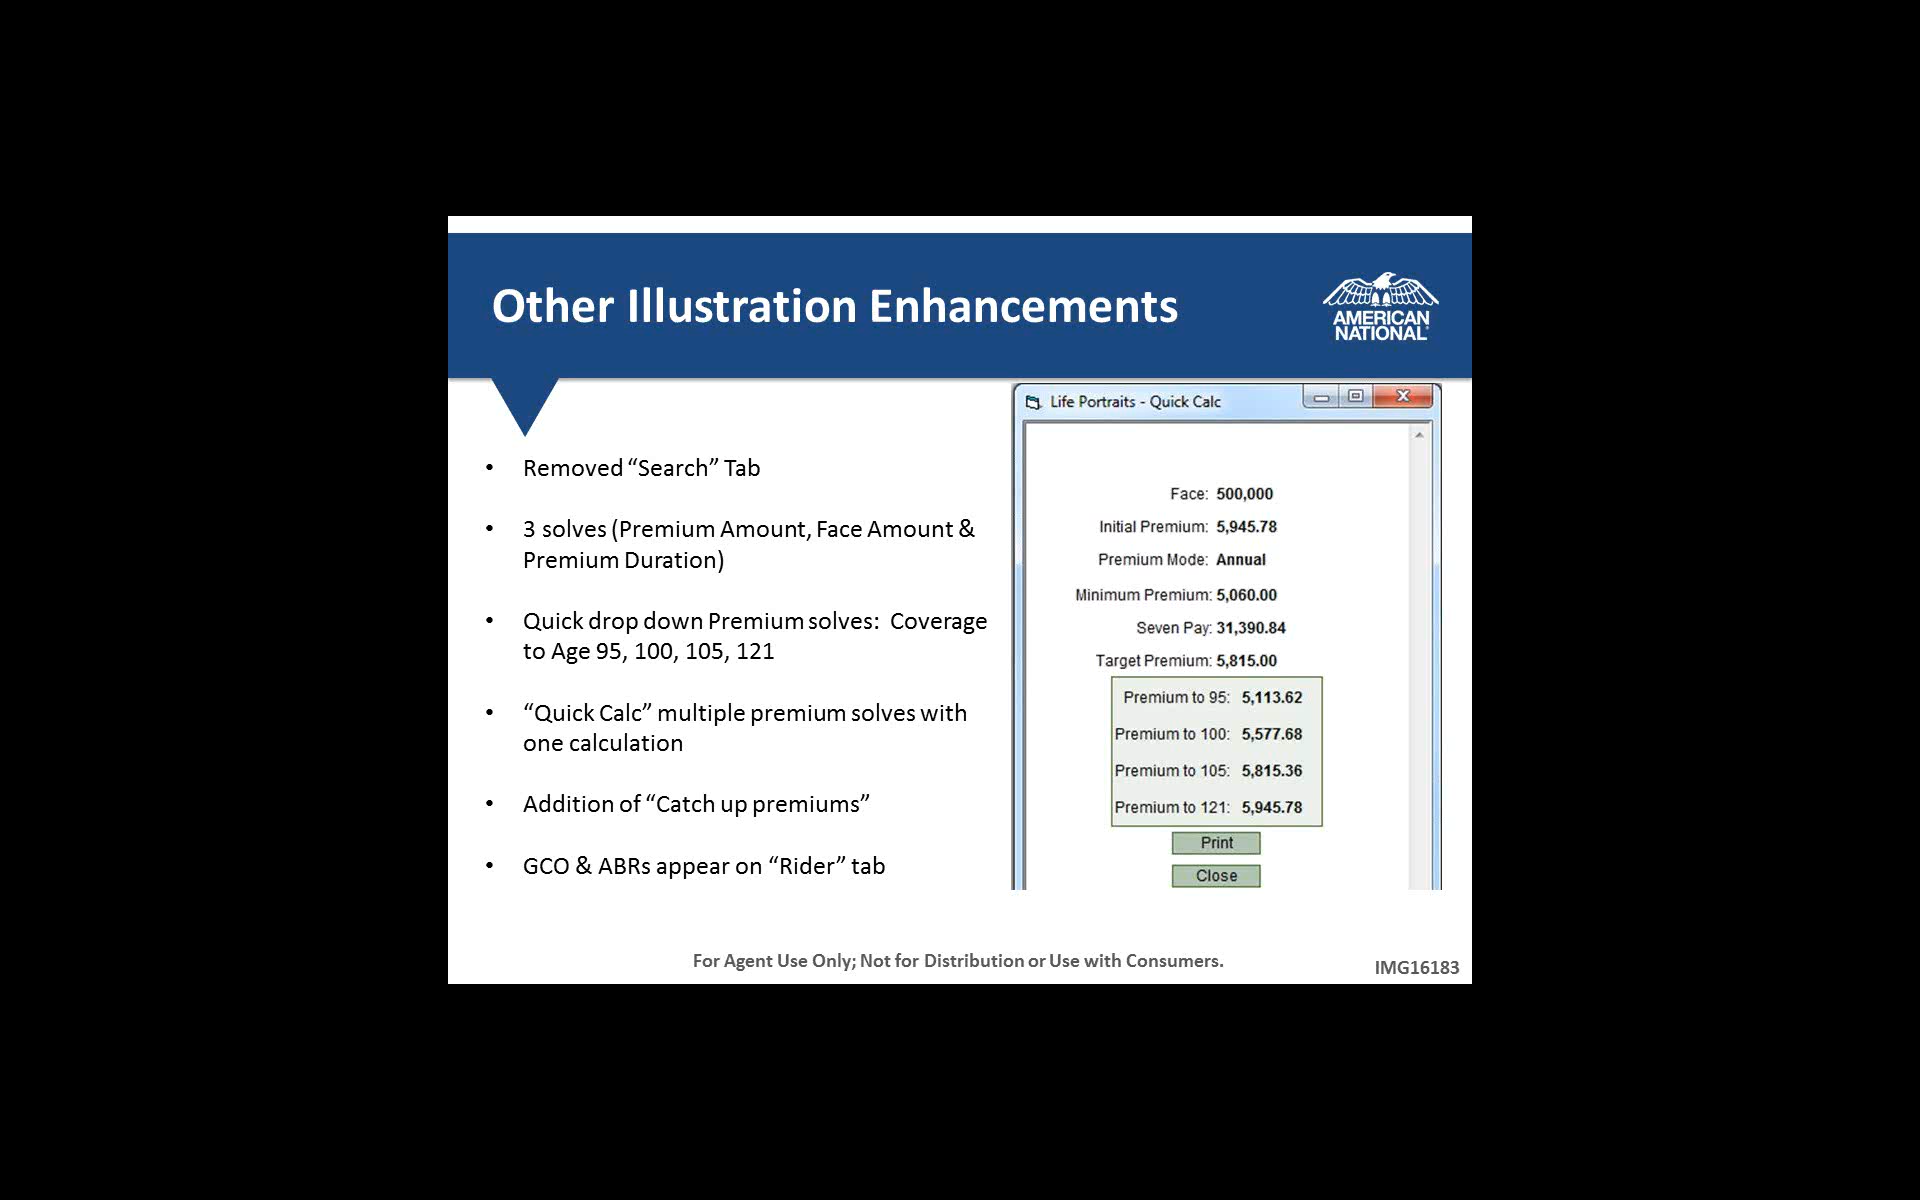 Other Illustration Enhancements
AMERICAN
NATIONAL
• Removed “Search” Tab
• 3 solves (Premium Amount, Face Amount &
Premium Duration)
• Quick drop down Premium solves:  Coverage
to Age 95, 100, 105, 121
• “Quick Calc” multiple premium solves with
one calculation
• Addition of “Catch up premiums”
• GCO & ABRs appear on “Rider” tab
Life Portraits - Quick Calc
Face: 500,000
Initial Premium: 5,945.78
Premium Mode: Annual
Minimum Premium: 5,060.00
Seven Pay: 31,390.84
Target Premium: 5,815.00
Premium to 95: 5,113.62
Premium to 100: 5,577.68
Premium to 105: 5,815.36
Premium to 121: 5,945.78
Print
Close
For Agent Use Only; Not for Distribution or Use with Consumers.
IMG16183